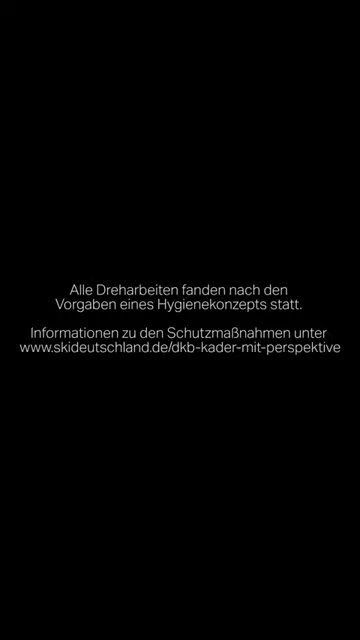 Alle Dreharbeiten fanden nach den
Vorgaben eines Hygienekonzepts statt.
Informationen zu den Schutzmaßnahmen unter
www.skideutschland.de/dkb-kader-mit-perspektive